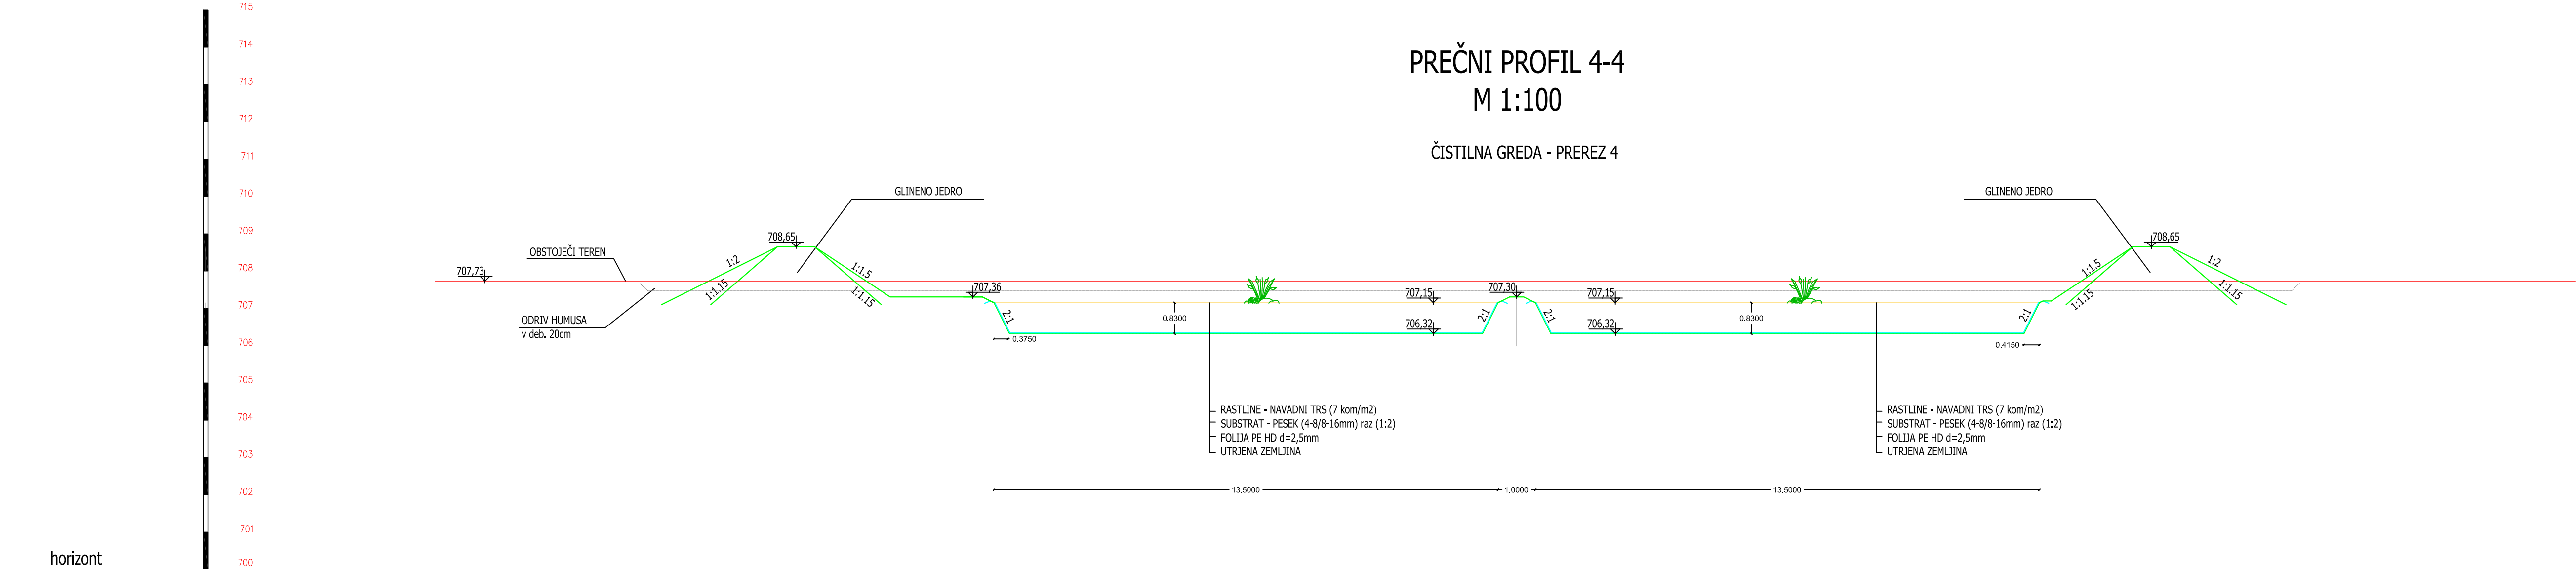 715
714
713
712
711
710
709
708
707
706
705
704
703
702
701
700
horizont
PREČNI PROFIL 4-4
M 1:100
ČISTILNA GREDA - PREREZ 4
GLINENO JEDRO
GLINENO JEDRO
708,65
708,65
OBSTOJEČI TEREN
707,73
1:2
1:1.15
1:1.5
1:1.15
707,36
ODRIV HUMUSA
v deb. 20cm
2:1
0.3750
0.8300
707,15
706,32
2:1
707,30
2:1
707,15
706,32
0.8300
2:1
0.4150
1:1.5
1:1.15
1:2
1:1.15
RASTLINE - NAVADNI TRS (7 kom/m2)
SUBSTRAT - PESEK (4-8/8-16mm) raz (1:2)
FOLIJA PE HD d=2,5mm
UTRJENA ZEMLJINA
RASTLINE - NAVADNI TRS (7 kom/m2)
SUBSTRAT - PESEK (4-8/8-16mm) raz (1:2)
FOLIJA PE HD d=2,5mm
UTRJENA ZEMLJINA
13.5000
1.0000
13.5000